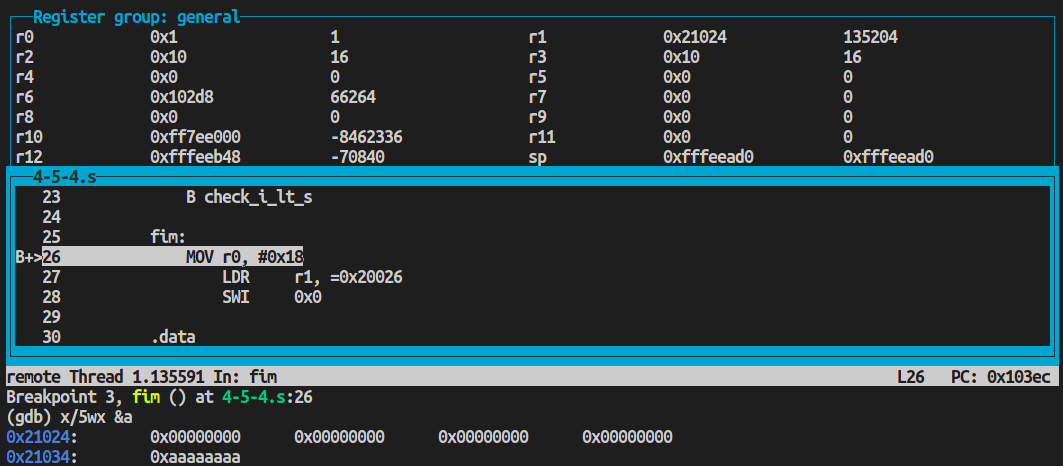 Register group: general
r0 0x1 1 r1 0x21024 135204
r2 0x10 16 r3 0x10 16
r4 0x0 0 r5 0x0 0
r6 0x102d8 66264 r7 0x0 0
r8 0x0 0 r9 0x0 0
r10 0xff7ee000 -8462336 r11 0x0 0
r12 0xfffeeb48 -70840 sp 0xfffeead0 0xfffeead0
4-5-4.s
23 B check_i_lt_s
24
25 fim:
B+>26 MOV r0, #0x18
27 LDR r1, =0x20026
28 SWI 0x0
29
30 .data
remote Thread 1.135591 In: fim L26 PC: 0x103ec
Breakpoint 3, fim () at 4-5-4.s:26
(gdb) x/5wx &a
0x21024: 0x00000000 0x00000000 0x00000000 0x00000000
0x21034: 0xaaaaaaaa